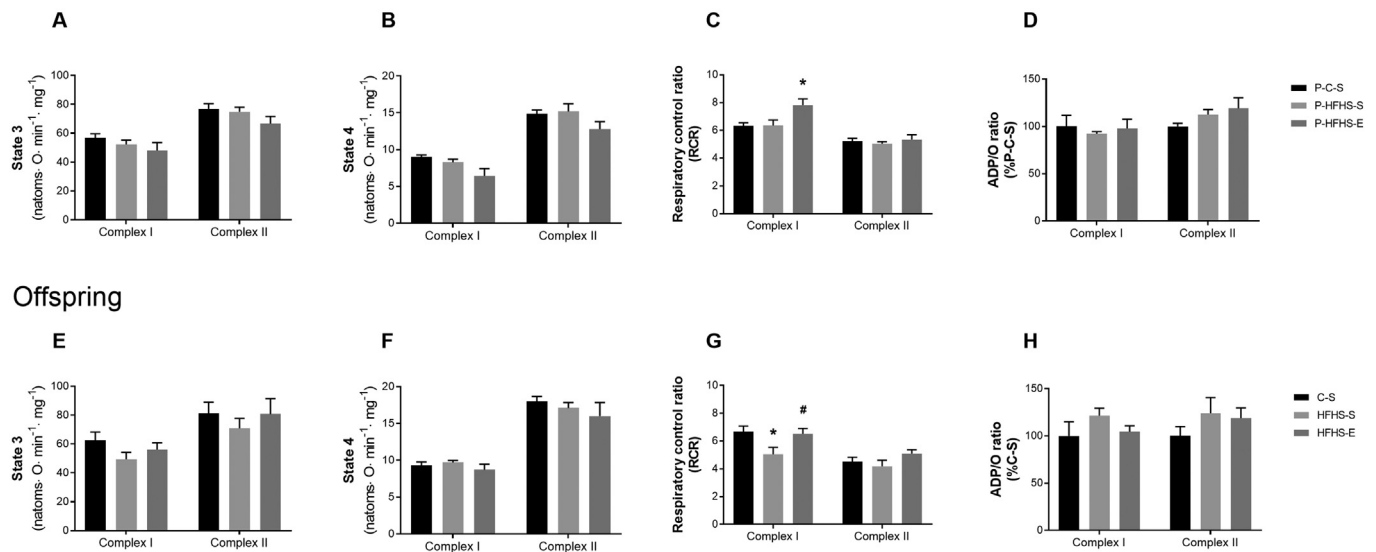 A
B
C
D
State 3
(natoms· O· min⁻¹· mg⁻¹)
100
80
60
40
20
0
Complex I
Complex II
State 4
(natoms· O· min⁻¹· mg⁻¹)
20
15
10
5
0
Complex I
Complex II
Respiratory control ratio
(RCR)
10
8
6
4
2
0
*
Complex I
Complex II
ADP/O ratio
(%P-C-S)
150
100
50
0
Complex I
Complex II
P-C-S
P-HFHS-S
P-HFHS-E
Offspring
E
F
G
H
State 3
(natoms· O· min⁻¹· mg⁻¹)
100
80
60
40
20
0
Complex I
Complex II
State 4
(natoms· O· min⁻¹· mg⁻¹)
20
15
10
5
0
Complex I
Complex II
Respiratory control ratio
(RCR)
10
8
6
4
2
0
*
#
Complex I
Complex II
ADP/O ratio
(%C-S)
150
100
50
0
Complex I
Complex II
C-S
HFHS-S
HFHS-E